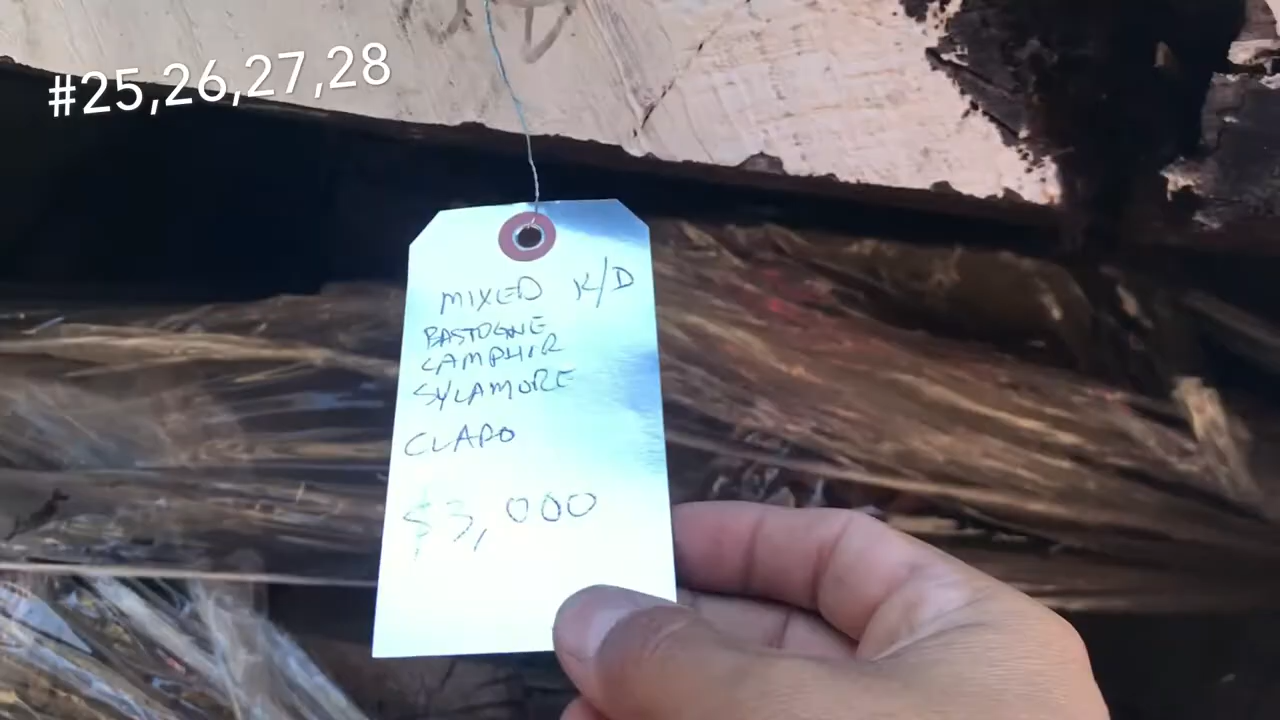 #25,26,27,28
MIXED K/D
BASTOGNE
CAMPHIR
SYCAMORE
CLARO
$3,000